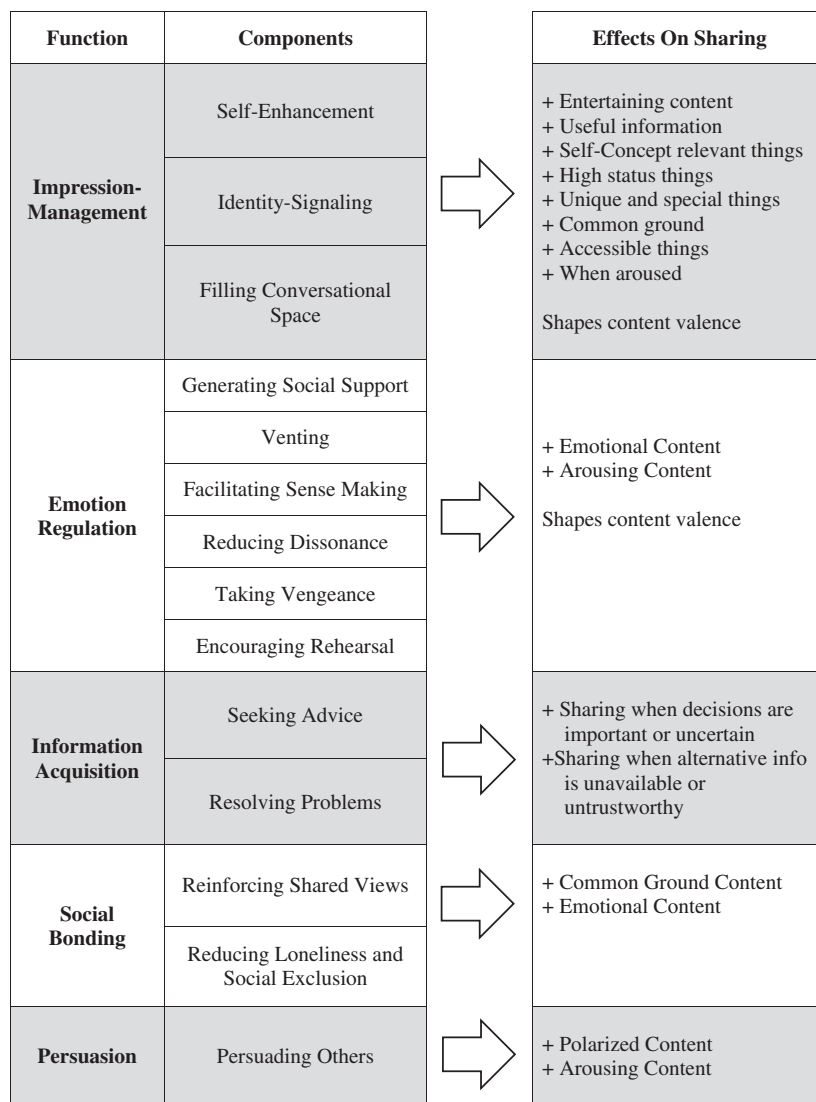 Function
Components
Effects On Sharing
Impression-
Management
Self-Enhancement
Identity-Signaling
Filling Conversational
Space
+ Entertaining content
+ Useful information
+ Self-Concept relevant things
+ High status things
+ Unique and special things
+ Common ground
+ Accessible things
+ When aroused
Shapes content valence
Emotion
Regulation
Generating Social Support
Venting
Facilitating Sense Making
Reducing Dissonance
Taking Vengeance
Encouraging Rehearsal
+ Emotional Content
+ Arousing Content
Shapes content valence
Information
Acquisition
Seeking Advice
Resolving Problems
+ Sharing when decisions are
important or uncertain
+Sharing when alternative info
is unavailable or
untrustworthy
Social
Bonding
Reinforcing Shared Views
Reducing Loneliness and
Social Exclusion
+ Common Ground Content
+ Emotional Content
Persuasion
Persuading Others
+ Polarized Content
+ Arousing Content